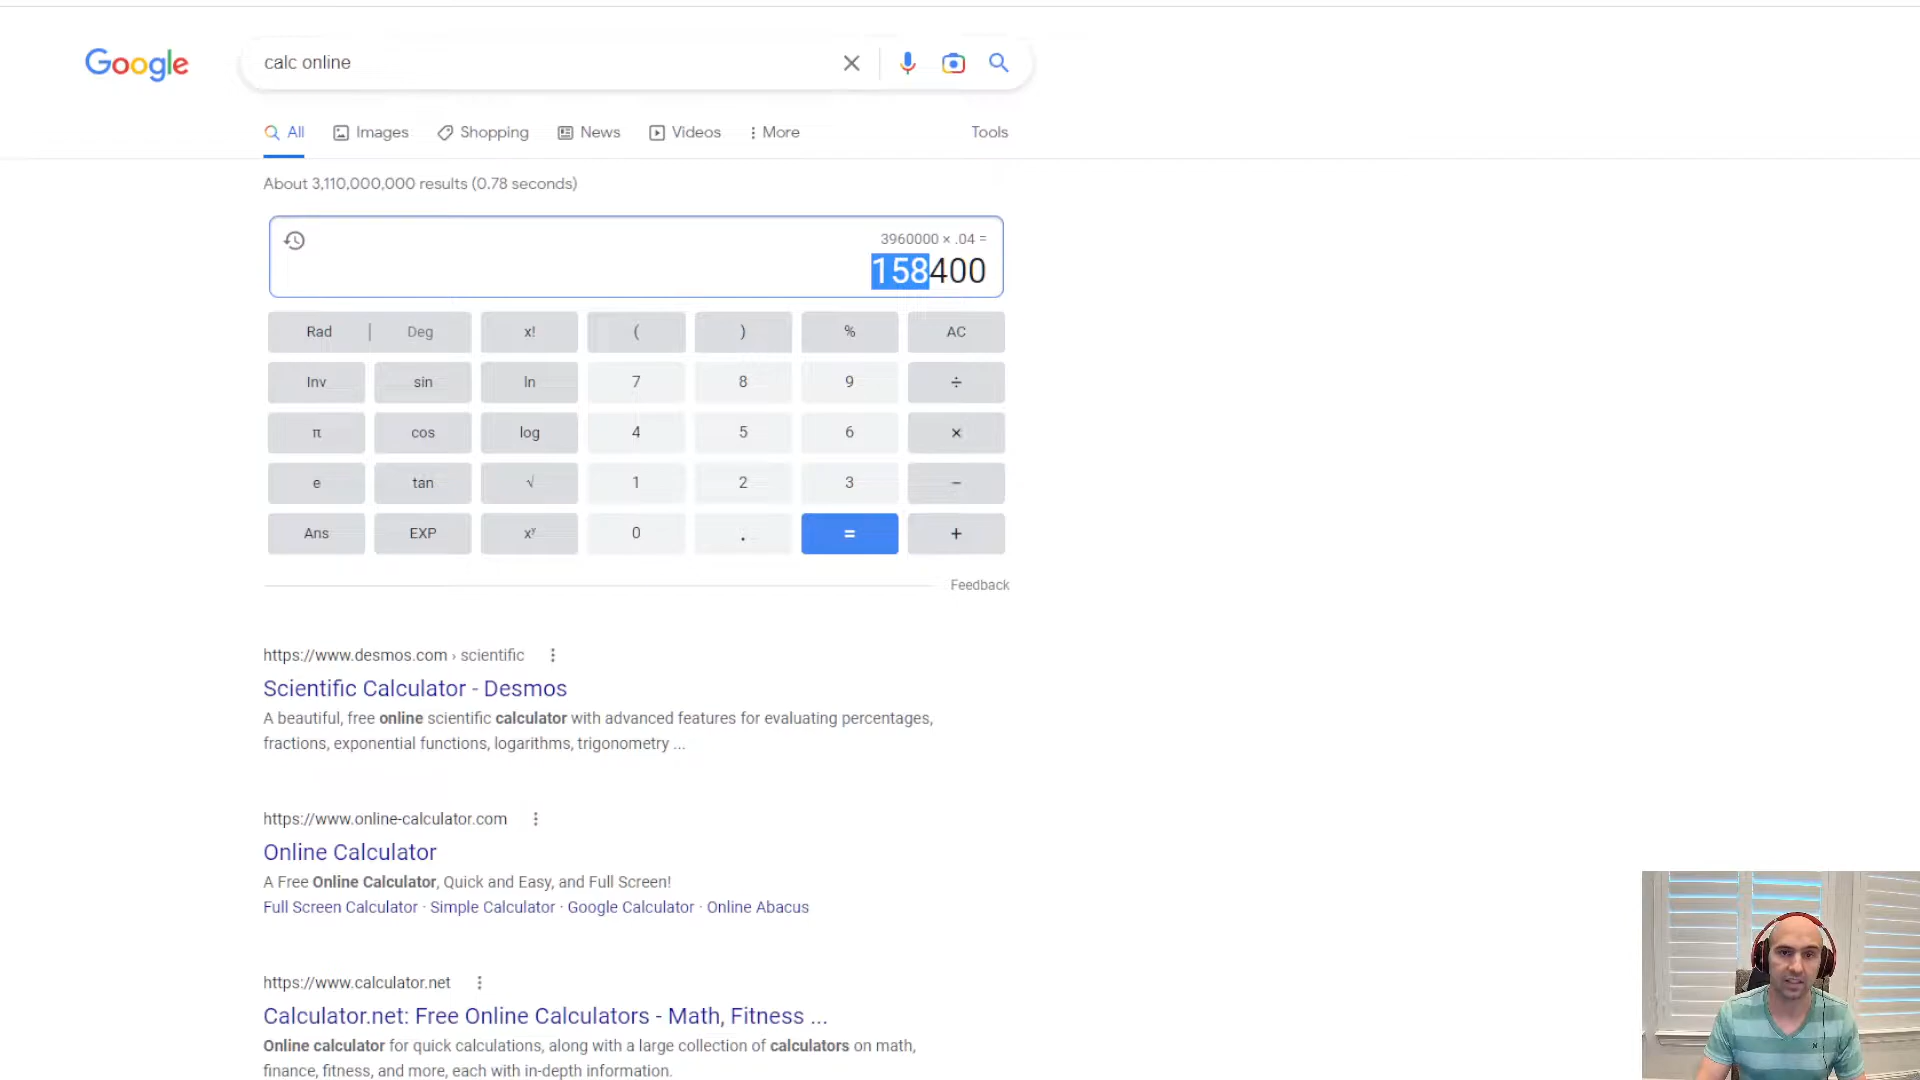 Google
calc online
All
Images
Shopping
News
Videos
More
Tools
About 3,110,000,000 results (0.78 seconds)
3960000 × .04 =
158400
Rad | Deg x! ( ) % AC
Inv sin ln 7 8 9 ÷
π cos log 4 5 6 ×
e tan √ 1 2 3 −
Ans EXP xʸ 0 . = +
Feedback
https://www.desmos.com › scientific
Scientific Calculator - Desmos
A beautiful, free online scientific calculator with advanced features for evaluating percentages,
fractions, exponential functions, logarithms, trigonometry ...
https://www.online-calculator.com
Online Calculator
A Free Online Calculator, Quick and Easy, and Full Screen!
Full Screen Calculator · Simple Calculator · Google Calculator · Online Abacus
https://www.calculator.net
Calculator.net: Free Online Calculators - Math, Fitness ...
Online calculator for quick calculations, along with a large collection of calculators on math,
finance, fitness, and more, each with in-depth information.